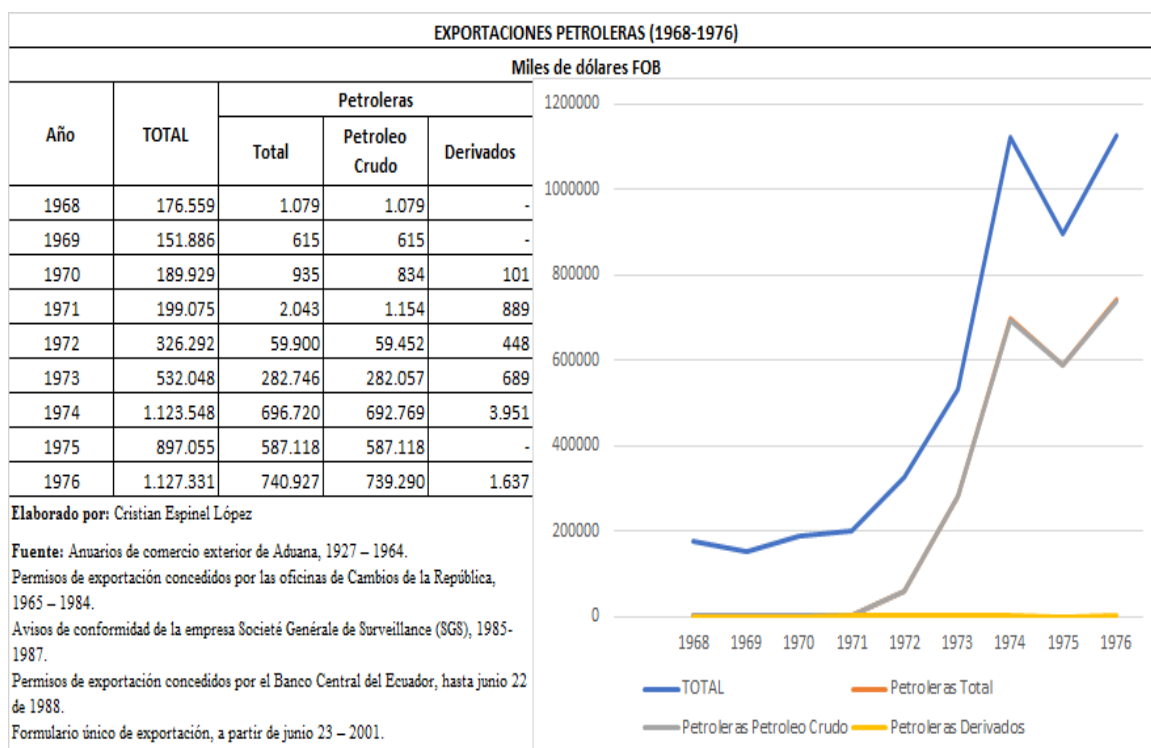 EXPORTACIONES PETROLERAS (1968-1976)
Miles de dólares FOB
Año TOTAL Petroleras
Total Petroleo Crudo Derivados
1968 176.559 1.079 1.079 -
1969 151.886 615 615 -
1970 189.929 935 834 101
1971 199.075 2.043 1.154 889
1972 326.292 59.900 59.452 448
1973 532.048 282.746 282.057 689
1974 1.123.548 696.720 692.769 3.951
1975 897.055 587.118 587.118 -
1976 1.127.331 740.927 739.290 1.637
Elaborado por: Cristian Espinel López
Fuente: Anuarios de comercio exterior de Aduana, 1927 – 1964.
Permisos de exportación concedidos por las oficinas de Cambios de la República,
1965 – 1984.
Avisos de conformidad de la empresa Societé Genérale de Surveillance (SGS), 1985-
1987.
Permisos de exportación concedidos por el Banco Central del Ecuador, hasta junio 22
de 1988.
Formulario único de exportación, a partir de junio 23 – 2001.
1200000
1000000
800000
600000
400000
200000
0
1968 1969 1970 1971 1972 1973 1974 1975 1976
TOTAL Petroleras Total
Petroleras Petroleo Crudo Petroleras Derivados